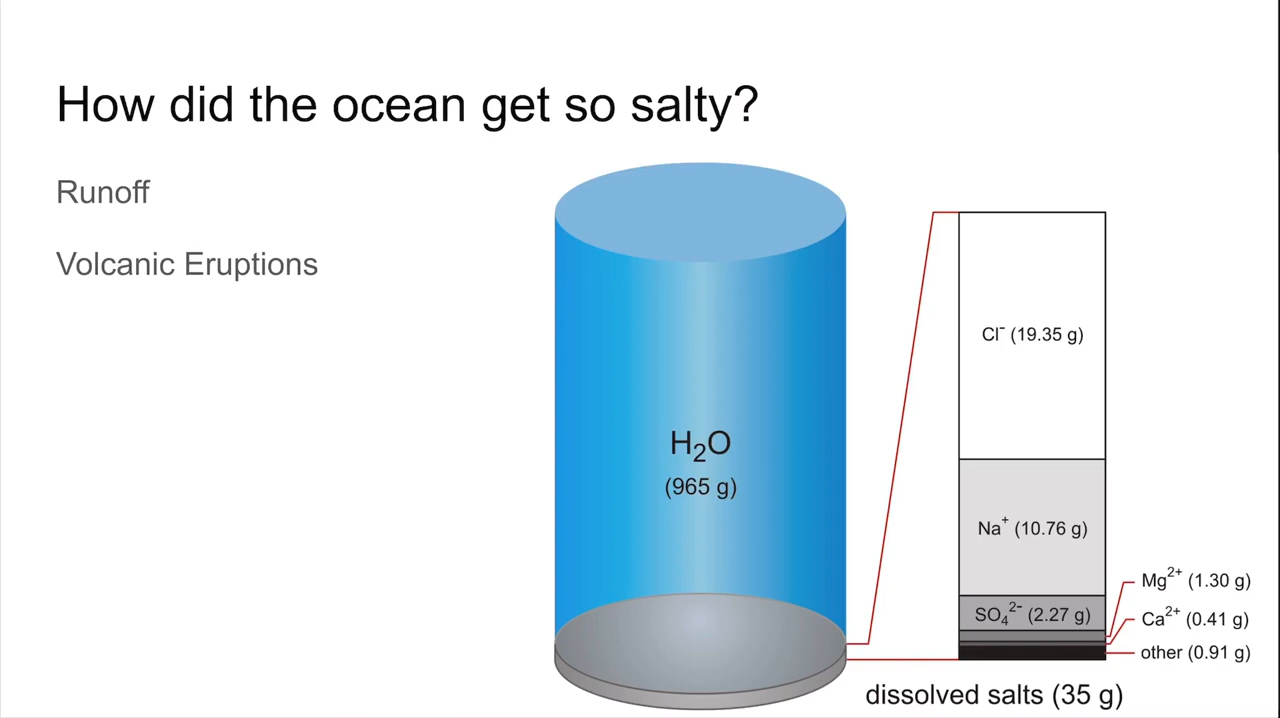 How did the ocean get so salty?
Runoff
Volcanic Eruptions
H₂O
(965 g)
Cl⁻ (19.35 g)
Na⁺ (10.76 g)
SO₄²⁻ (2.27 g)
Mg²⁺ (1.30 g)
Ca²⁺ (0.41 g)
other (0.91 g)
dissolved salts (35 g)